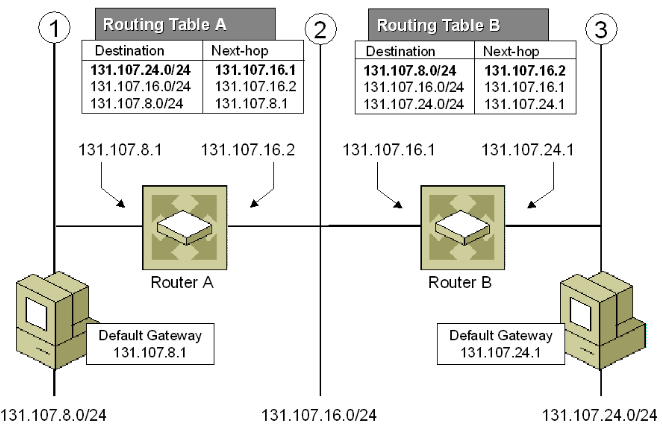 1
Routing Table A
Destination Next-hop
131.107.24.0/24 131.107.16.1
131.107.16.0/24 131.107.16.2
131.107.8.0/24 131.107.8.1
2
Routing Table B
Destination Next-hop
131.107.8.0/24 131.107.16.2
131.107.16.0/24 131.107.16.1
131.107.24.0/24 131.107.24.1
3
131.107.8.1
131.107.16.2
131.107.16.1
131.107.24.1
Router A
Router B
Default Gateway
131.107.8.1
Default Gateway
131.107.24.1
131.107.8.0/24
131.107.16.0/24
131.107.24.0/24